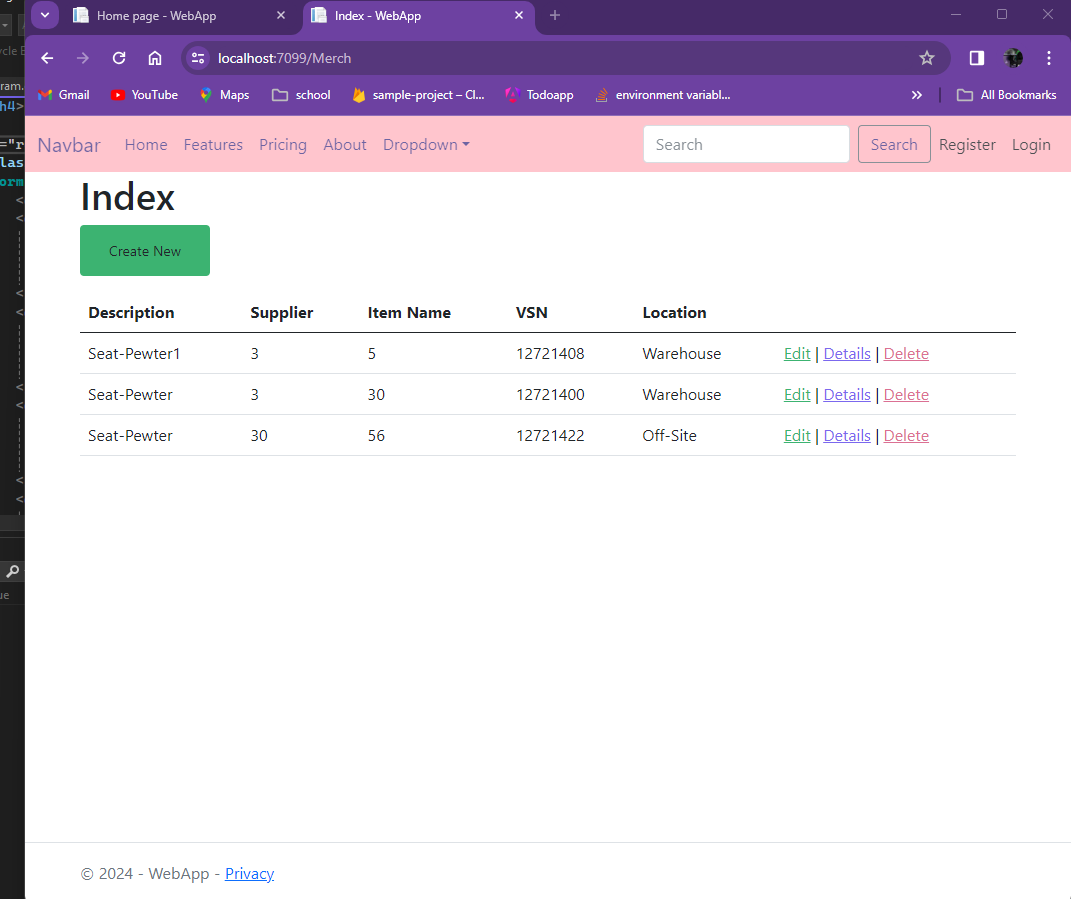 Home page - WebApp
Index - WebApp
localhost:7099/Merch
Gmail YouTube Maps school sample-project – Cl... Todoapp environment variabl... » All Bookmarks
Navbar Home Features Pricing About Dropdown Search Search Register Login
Index
Create New
Description Supplier Item Name VSN Location
Seat-Pewter1 3 5 12721408 Warehouse Edit | Details | Delete
Seat-Pewter 3 30 12721400 Warehouse Edit | Details | Delete
Seat-Pewter 30 56 12721422 Off-Site Edit | Details | Delete
© 2024 - WebApp - Privacy